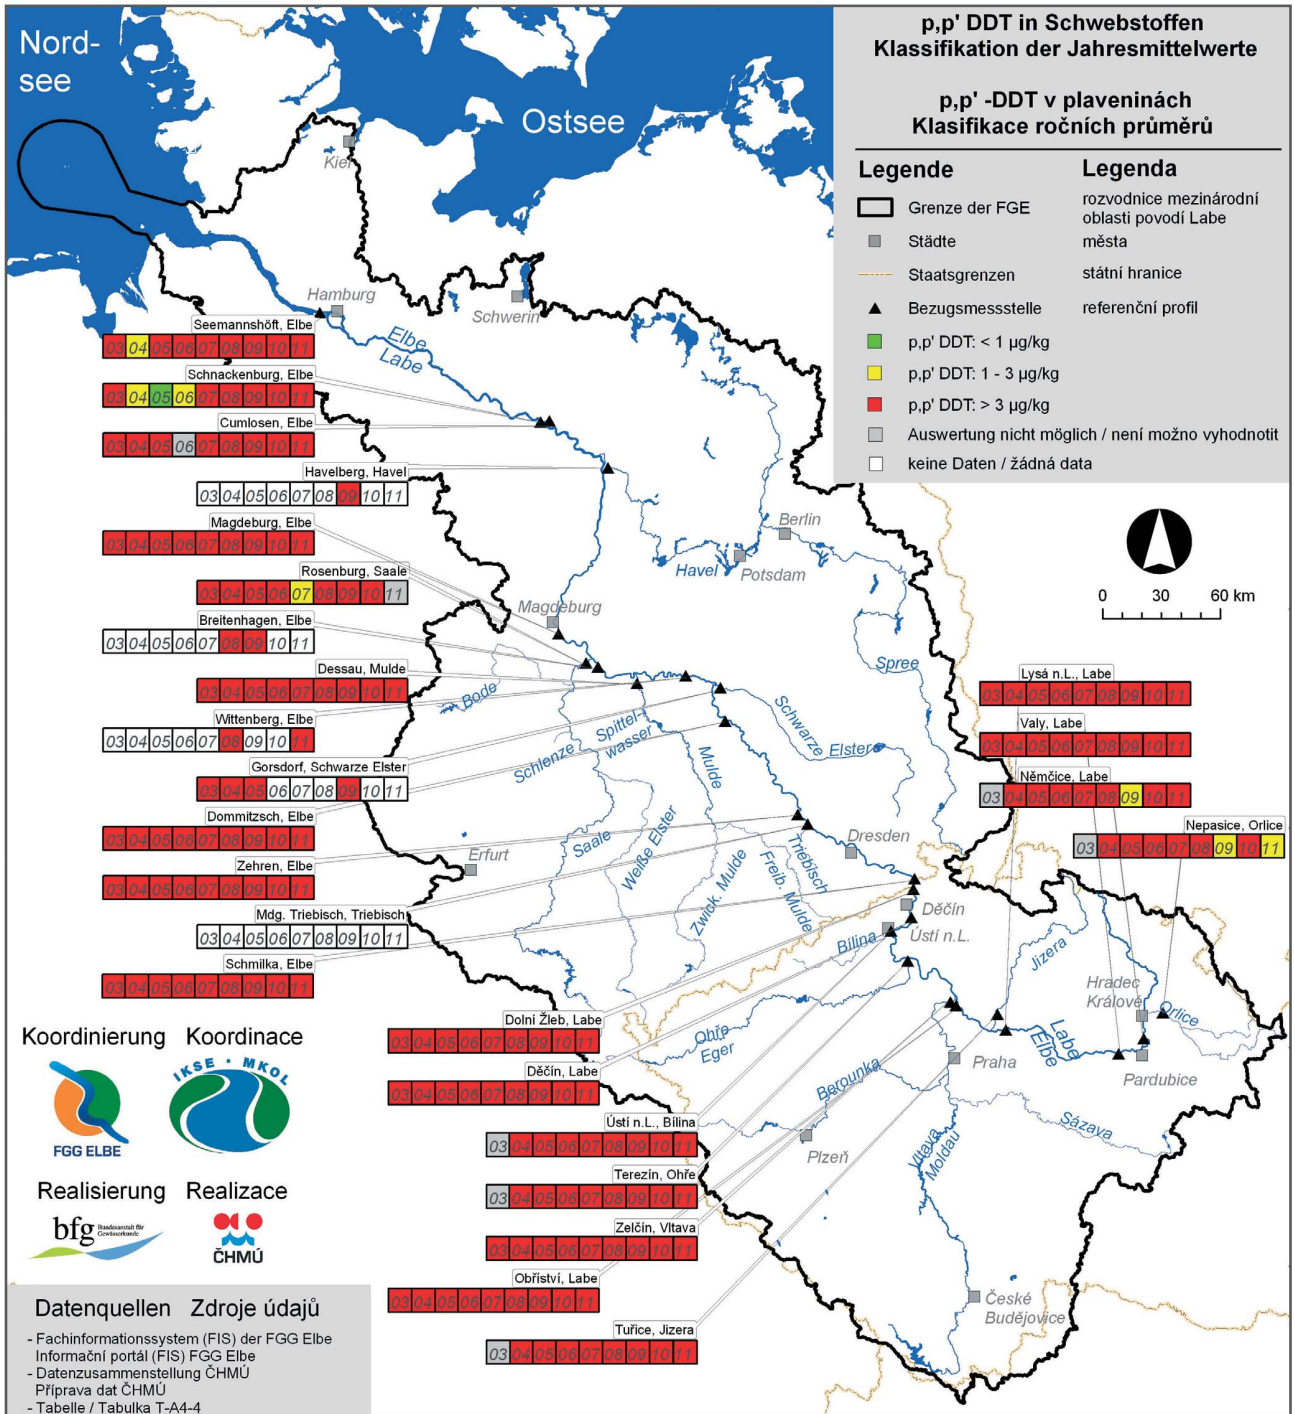 Nord-
see
Ostsee
p,p' DDT in Schwebstoffen
Klassifikation der Jahresmittelwerte
p,p' -DDT v plaveninách
Klasifikace ročních průměrů
Legende Legenda
Grenze der FGE rozvodnice mezinárodní
oblasti povodí Labe
Städte města
Staatsgrenzen státní hranice
Bezugsmessstelle referenční profil
p,p' DDT: < 1 µg/kg
p,p' DDT: 1 - 3 µg/kg
p,p' DDT: > 3 µg/kg
Auswertung nicht möglich / není možno vyhodnotit
keine Daten / žádná data
0 30 60 km
Kiel
Hamburg
Schwerin
Elbe
Labe
Seemannshöft, Elbe
03 04 05 06 07 08 09 10 11
Schnackenburg, Elbe
03 04 05 06 07 08 09 10 11
Cumlosen, Elbe
03 04 05 06 07 08 09 10 11
Havelberg, Havel
03 04 05 06 07 08 09 10 11
Magdeburg, Elbe
03 04 05 06 07 08 09 10 11
Rosenburg, Saale
03 04 05 06 07 08 09 10 11
Breitenhagen, Elbe
03 04 05 06 07 08 09 10 11
Dessau, Mulde
03 04 05 06 07 08 09 10 11
Wittenberg, Elbe
03 04 05 06 07 08 09 10 11
Gorsdorf, Schwarze Elster
03 04 05 06 07 08 09 10 11
Dommitzsch, Elbe
03 04 05 06 07 08 09 10 11
Zehren, Elbe
03 04 05 06 07 08 09 10 11
Mdg. Triebisch, Triebisch
03 04 05 06 07 08 09 10 11
Schmilka, Elbe
03 04 05 06 07 08 09 10 11
Berlin
Havel
Potsdam
Magdeburg
Spree
Bode
Schlenze
Spittel-
wasser
Mulde
Schwarze
Elster
Saale
Weiße Elster
Zwick. Mulde
Freib. Mulde
Triebisch
Erfurt
Dresden
Děčín
Ústí n.L.
Bílina
Lysá n.L., Labe
03 04 05 06 07 08 09 10 11
Valy, Labe
03 04 05 06 07 08 09 10 11
Němčice, Labe
03 04 05 06 07 08 09 10 11
Nepasice, Orlice
03 04 05 06 07 08 09 10 11
Jizera
Hradec
Králové
Orlice
Labe
Elbe
Pardubice
Praha
Ohře
Eger
Berounka
Sázava
Plzeň
Vltava
Moldau
České
Budějovice
Dolní Žleb, Labe
03 04 05 06 07 08 09 10 11
Děčín, Labe
03 04 05 06 07 08 09 10 11
Ústí n.L., Bílina
03 04 05 06 07 08 09 10 11
Terezín, Ohře
03 04 05 06 07 08 09 10 11
Zelčín, Vltava
03 04 05 06 07 08 09 10 11
Obříství, Labe
03 04 05 06 07 08 09 10 11
Tuřice, Jizera
03 04 05 06 07 08 09 10 11
Koordinierung Koordinace
FGG ELBE
IKSE • MKOL
Realisierung Realizace
bfg Bundesanstalt für
Gewässerkunde
ČHMÚ
Datenquellen Zdroje údajů
- Fachinformationssystem (FIS) der FGG Elbe
Informační portál (FIS) FGG Elbe
- Datenzusammenstellung ČHMÚ
Příprava dat ČHMÚ
- Tabelle / Tabulka T-A4-4